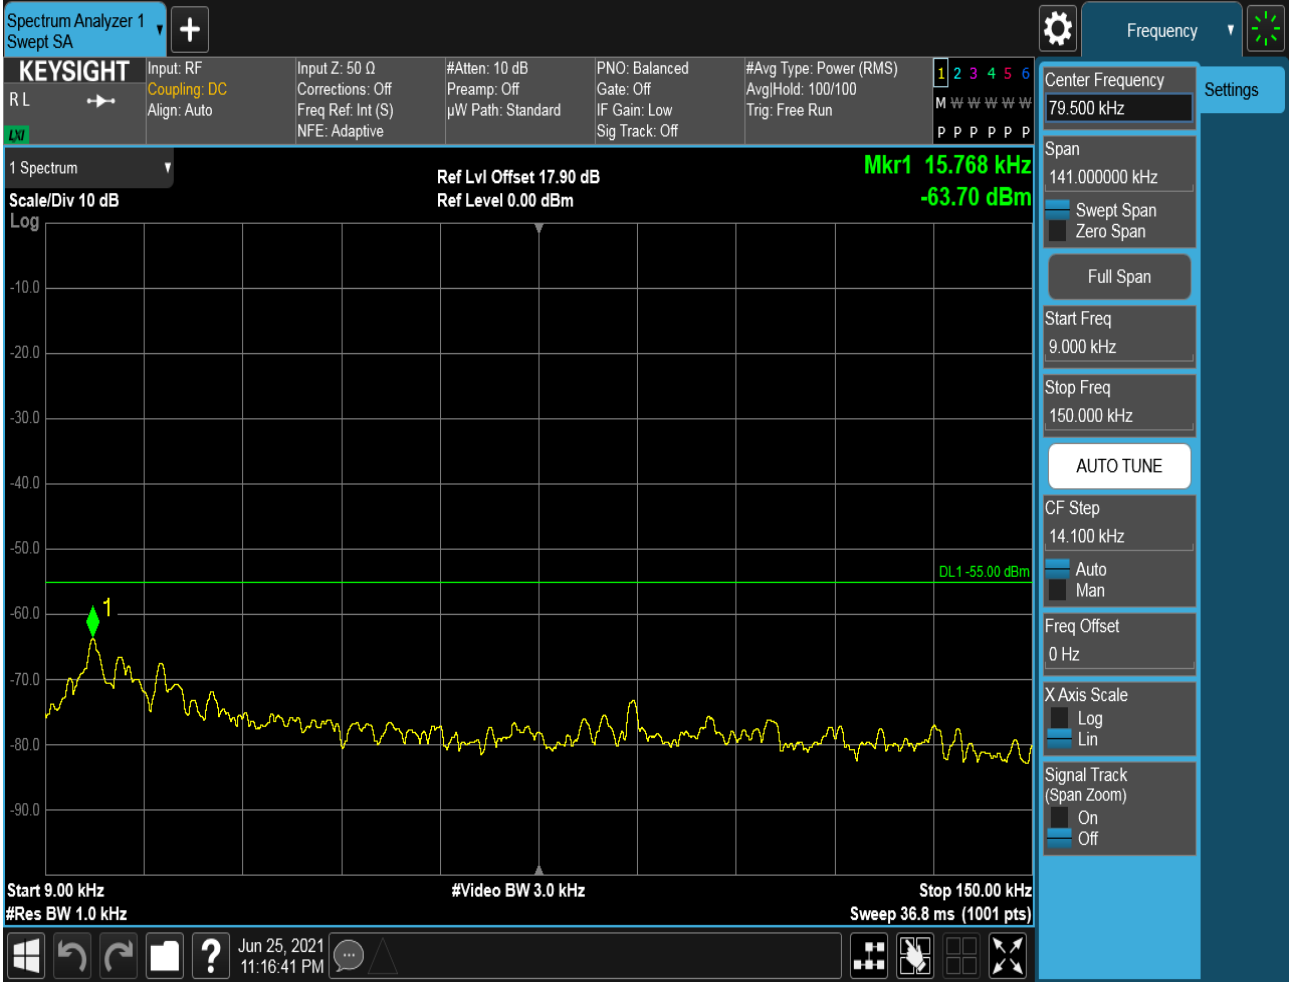 Spectrum Analyzer 1
Swept SA
Frequency
KEYSIGHT
R L
LXI
Input: RF
Coupling: DC
Align: Auto
Input Z: 50 Ω
Corrections: Off
Freq Ref: Int (S)
NFE: Adaptive
#Atten: 10 dB
Preamp: Off
µW Path: Standard
PNO: Balanced
Gate: Off
IF Gain: Low
Sig Track: Off
#Avg Type: Power (RMS)
Avg|Hold: 100/100
Trig: Free Run
1 2 3 4 5 6
M W W W W W
P P P P P P
1 Spectrum
Scale/Div 10 dB
Log
Ref Lvl Offset 17.90 dB
Ref Level 0.00 dBm
Mkr1 15.768 kHz
-63.70 dBm
-10.0
-20.0
-30.0
-40.0
-50.0
DL1 -55.00 dBm
-60.0
1
-70.0
-80.0
-90.0
Start 9.00 kHz
#Video BW 3.0 kHz
Stop 150.00 kHz
#Res BW 1.0 kHz
Sweep 36.8 ms (1001 pts)
Center Frequency
79.500 kHz
Settings
Span
141.000000 kHz
Swept Span
Zero Span
Full Span
Start Freq
9.000 kHz
Stop Freq
150.000 kHz
AUTO TUNE
CF Step
14.100 kHz
Auto
Man
Freq Offset
0 Hz
X Axis Scale
Log
Lin
Signal Track
(Span Zoom)
On
Off
?
Jun 25, 2021
11:16:41 PM